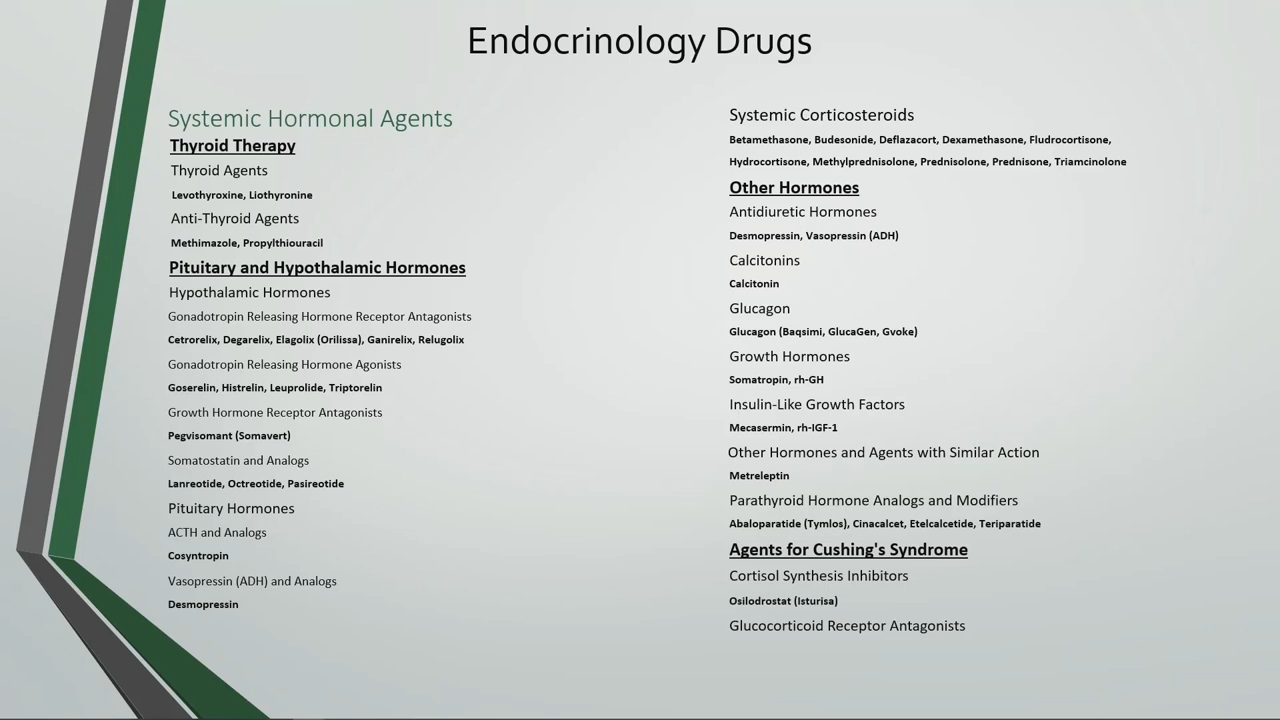 Endocrinology Drugs
Systemic Hormonal Agents
Thyroid Therapy
Thyroid Agents
Levothyroxine, Liothyronine
Anti-Thyroid Agents
Methimazole, Propylthiouracil
Pituitary and Hypothalamic Hormones
Hypothalamic Hormones
Gonadotropin Releasing Hormone Receptor Antagonists
Cetrorelix, Degarelix, Elagolix (Orilissa), Ganirelix, Relugolix
Gonadotropin Releasing Hormone Agonists
Goserelin, Histrelin, Leuprolide, Triptorelin
Growth Hormone Receptor Antagonists
Pegvisomant (Somavert)
Somatostatin and Analogs
Lanreotide, Octreotide, Pasireotide
Pituitary Hormones
ACTH and Analogs
Cosyntropin
Vasopressin (ADH) and Analogs
Desmopressin
Systemic Corticosteroids
Betamethasone, Budesonide, Deflazacort, Dexamethasone, Fludrocortisone,
Hydrocortisone, Methylprednisolone, Prednisolone, Prednisone, Triamcinolone
Other Hormones
Antidiuretic Hormones
Desmopressin, Vasopressin (ADH)
Calcitonins
Calcitonin
Glucagon
Glucagon (Baqsimi, GlucaGen, Gvoke)
Growth Hormones
Somatropin, rh-GH
Insulin-Like Growth Factors
Mecasermin, rh-IGF-1
Other Hormones and Agents with Similar Action
Metreleptin
Parathyroid Hormone Analogs and Modifiers
Abaloparatide (Tymlos), Cinacalcet, Etelcalcetide, Teriparatide
Agents for Cushing's Syndrome
Cortisol Synthesis Inhibitors
Osilodrostat (Isturisa)
Glucocorticoid Receptor Antagonists